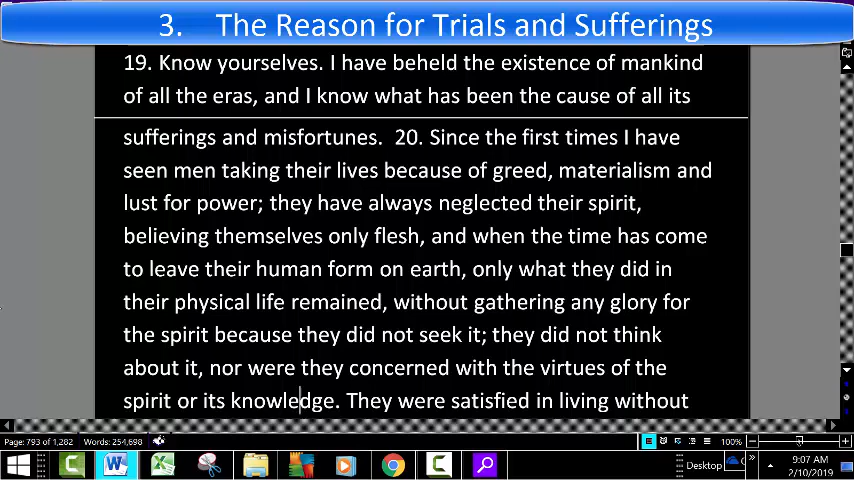 3. The Reason for Trials and Sufferings
19. Know yourselves. I have beheld the existence of mankind
of all the eras, and I know what has been the cause of all its
sufferings and misfortunes. 20. Since the first times I have
seen men taking their lives because of greed, materialism and
lust for power; they have always neglected their spirit,
believing themselves only flesh, and when the time has come
to leave their human form on earth, only what they did in
their physical life remained, without gathering any glory for
the spirit because they did not seek it; they did not think
about it, nor were they concerned with the virtues of the
spirit or its knowledge. They were satisfied in living without
Page: 793 of 1,282 Words: 254,698 100%
Desktop 9:07 AM
2/10/2019